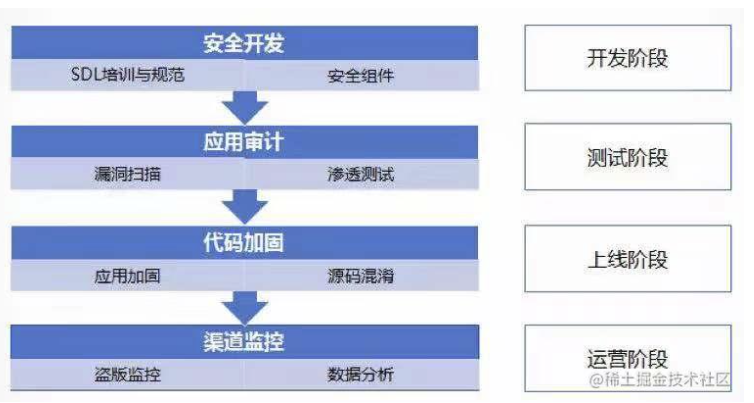 安全开发
开发阶段
SDL培训与规范
安全组件
应用审计
测试阶段
漏洞扫描
渗透测试
代码加固
上线阶段
应用加固
源码混淆
渠道监控
运营阶段
盗版监控
数据分析
@稀土掘金技术社区